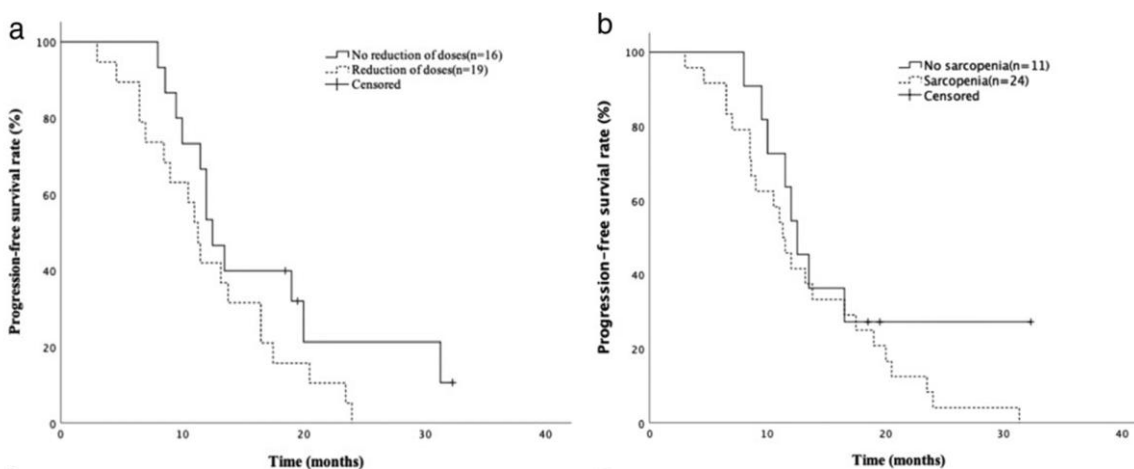 a
100
80
60
40
20
0
0 10 20 30 40
Progression-free survival rate (%)
Time (months)
No reduction of doses(n=16)
Reduction of doses(n=19)
Censored
b
100
80
60
40
20
0
0 10 20 30 40
Progression-free survial rate (%)
Time (months)
No sarcopenia(n=11)
Sarcopenia(n=24)
Censored